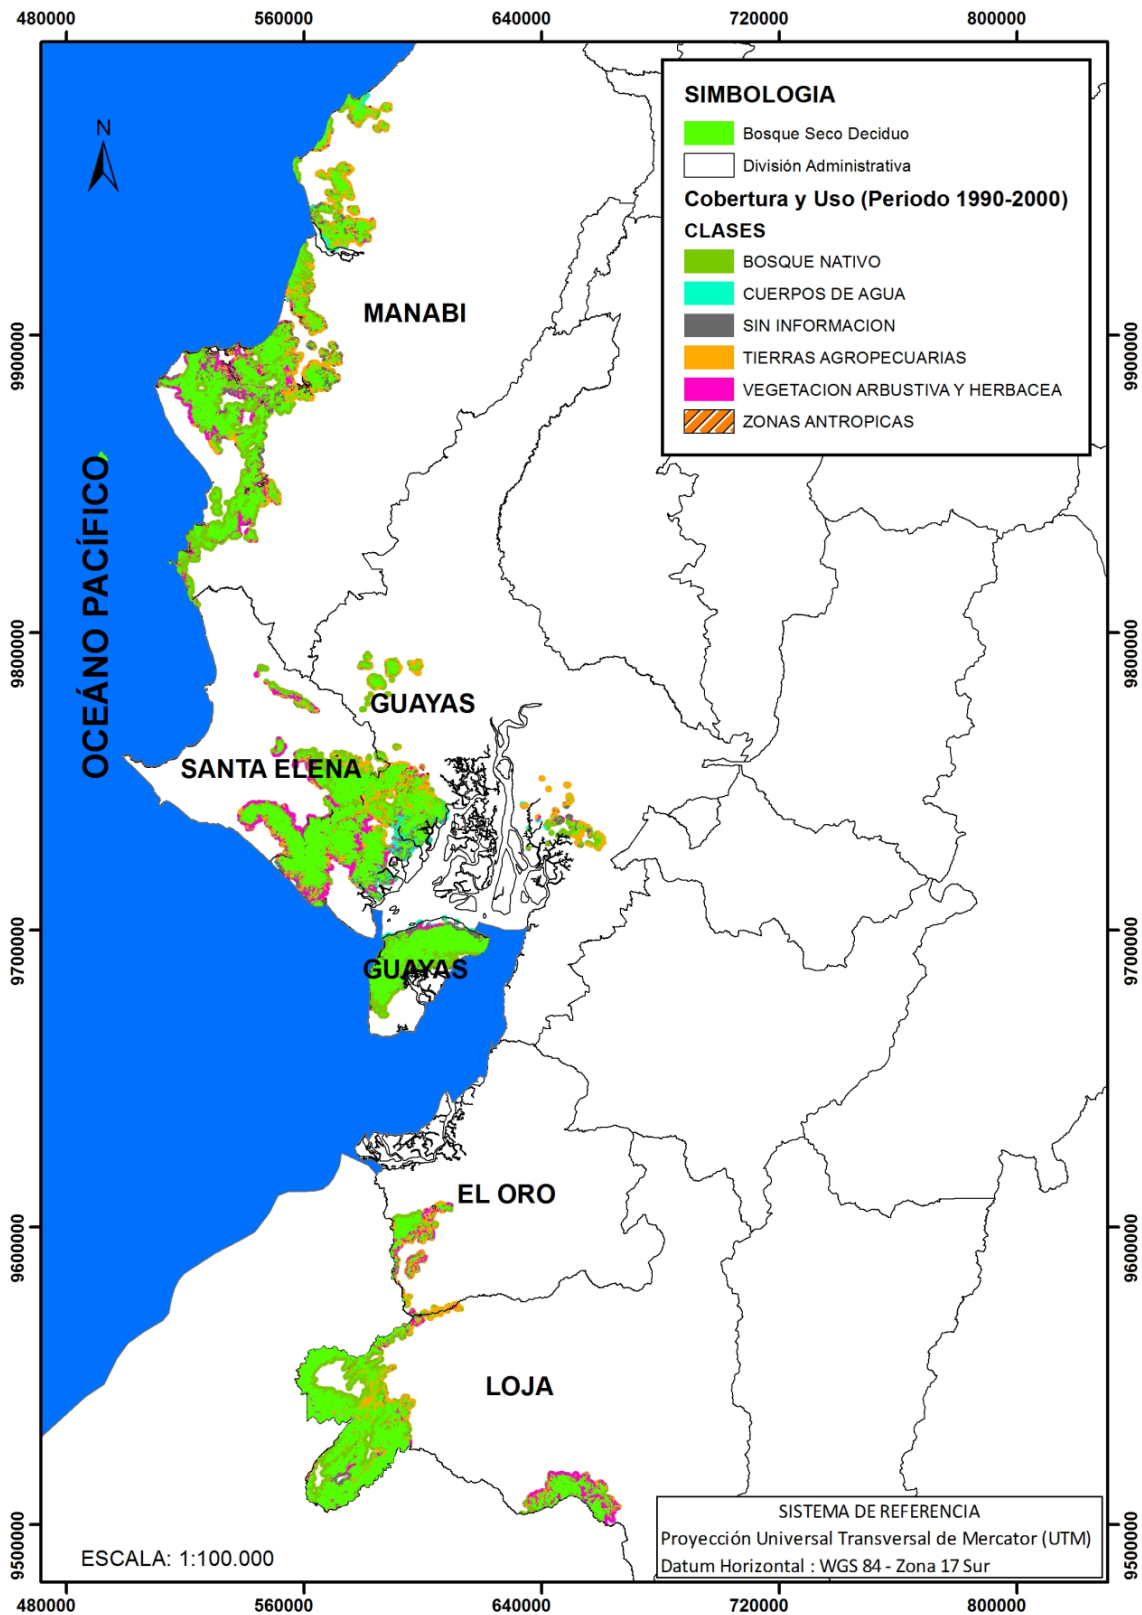 480000 560000 640000 720000 800000
N
SIMBOLOGIA
Bosque Seco Deciduo
División Administrativa
Cobertura y Uso (Periodo 1990-2000)
CLASES
BOSQUE NATIVO
CUERPOS DE AGUA
SIN INFORMACION
TIERRAS AGROPECUARIAS
VEGETACION ARBUSTIVA Y HERBACEA
ZONAS ANTROPICAS
MANABI
9900000 9900000
OCEÁNO PACÍFICO
9800000 9800000
GUAYAS
SANTA ELENA
9700000 9700000
GUAYAS
EL ORO
9600000 9600000
LOJA
9500000 9500000
SISTEMA DE REFERENCIA
Proyección Universal Transversal de Mercator (UTM)
Datum Horizontal : WGS 84 - Zona 17 Sur
ESCALA: 1:100.000
480000 560000 640000 720000 800000